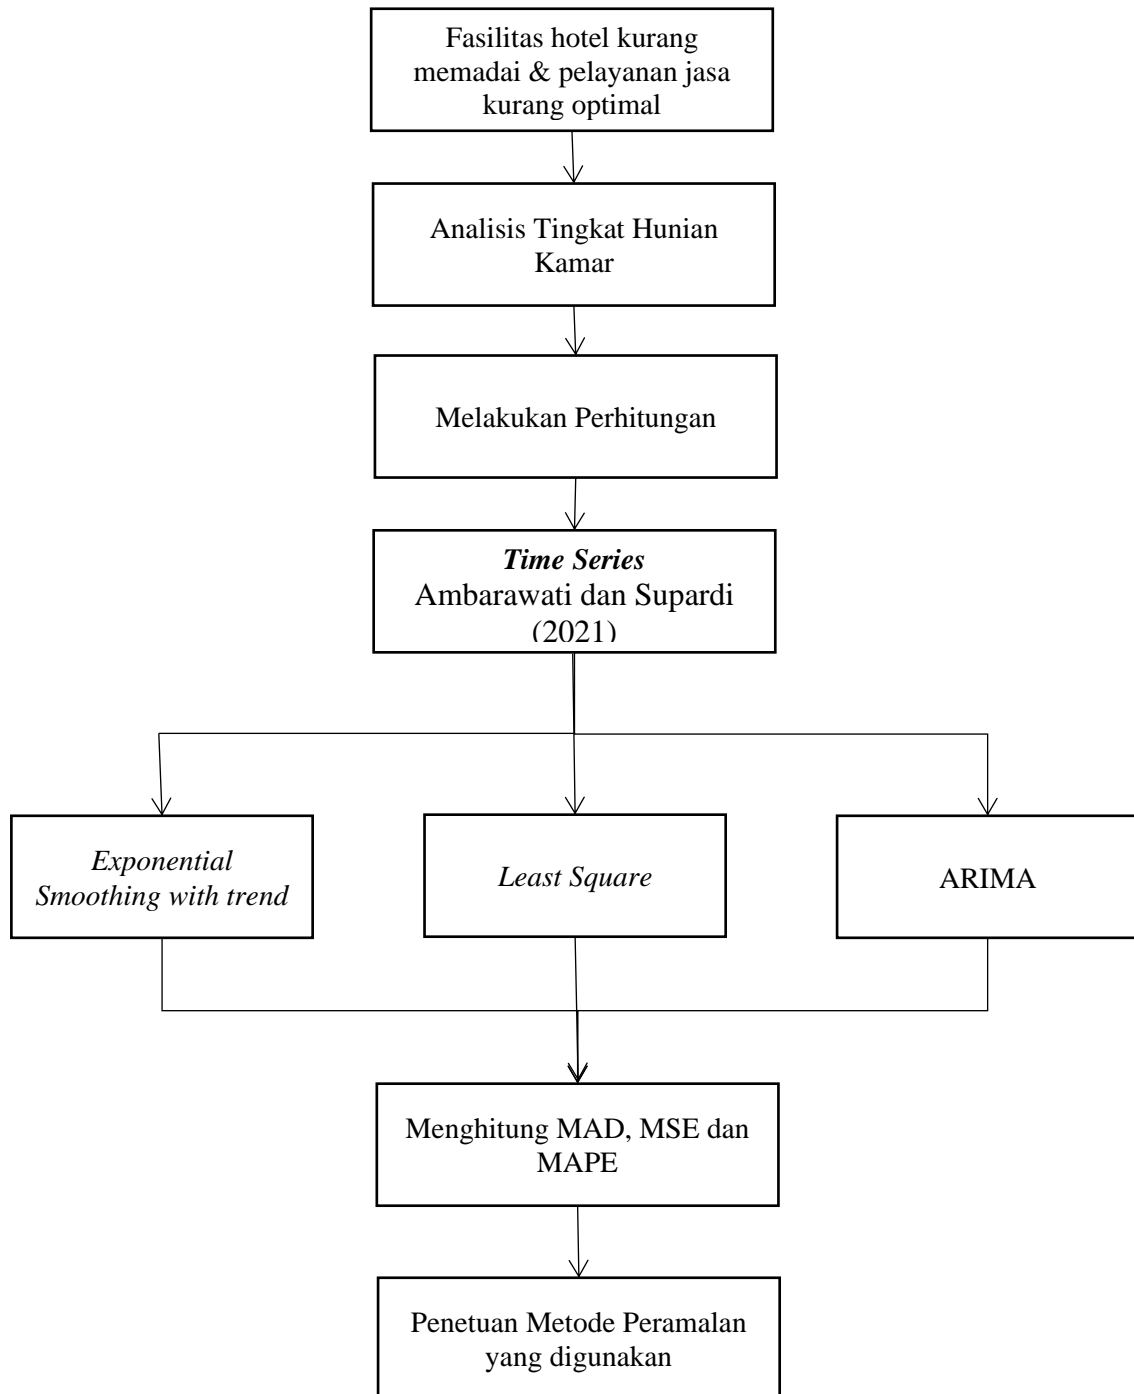 Fasilitas hotel kurang
memadai & pelayanan jasa
kurang optimal
Analisis Tingkat Hunian
Kamar
Melakukan Perhitungan
Time Series
Ambarawati dan Supardi
(2021)
Exponential
Smoothing with trend
Least Square
ARIMA
Menghitung MAD, MSE dan
MAPE
Penetuan Metode Peramalan
yang digunakan